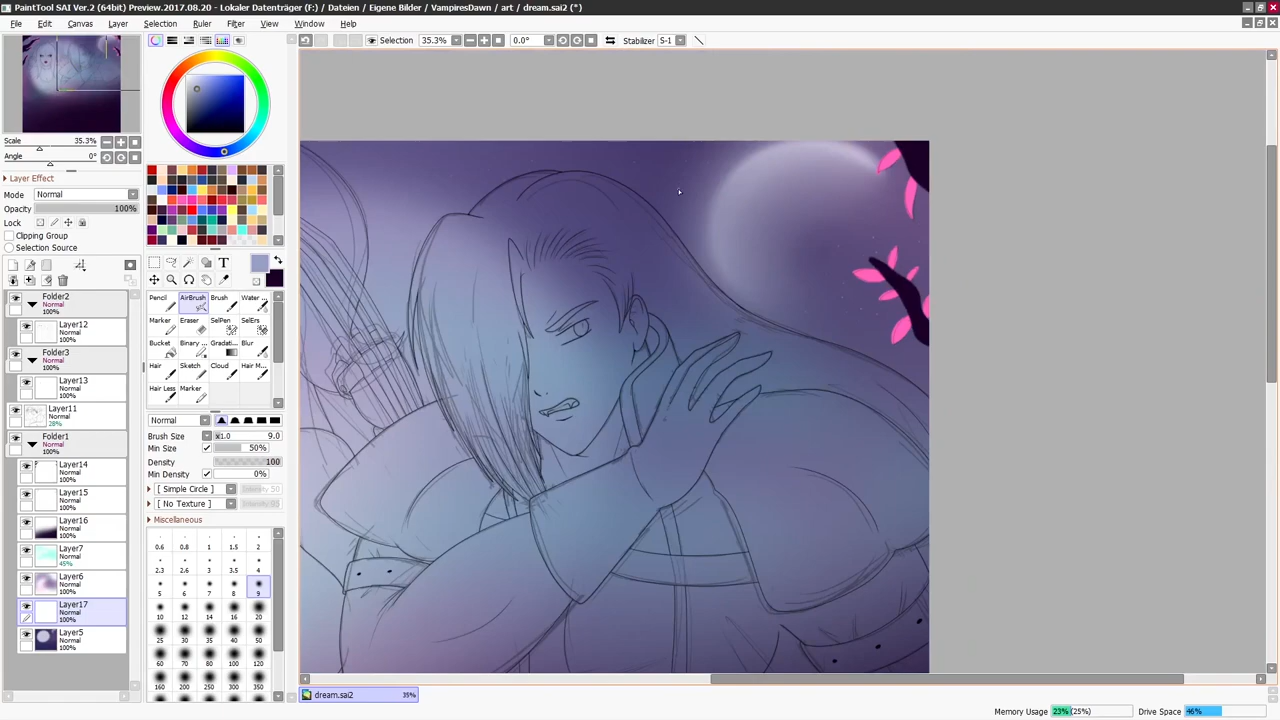 PaintTool SAI Ver.2 (64bit) Preview.2017.08.20 - Lokaler Datenträger (F:) / Dateien / Eigene Bilder / VampiresDawn / art / dream.sai2 (*)
File Edit Canvas Layer Selection Ruler Filter View Window Help
Selection 35.3% 0.0° Stabilizer S-1
Scale 35.3%
Angle 0°
Layer Effect
Mode Normal
Opacity 100%
Lock
Clipping Group
Selection Source
Folder2
Normal
100%
Layer12
Normal
100%
Folder3
Normal
100%
Layer13
Normal
100%
Layer11
Normal
28%
Folder1
Normal
100%
Layer14
Normal
100%
Layer15
Normal
100%
Layer16
Normal
100%
Layer7
Normal
45%
Layer6
Normal
100%
Layer17
Normal
100%
Layer5
Normal
100%
T
Pencil AirBrush Brush Water ...
Marker Eraser SelPen SelErs
Bucket Binary ... Gradati... Blur
Hair Sketch Cloud Hair M...
Hair Less Marker
Normal
Brush Size x1.0 9.0
Min Size 50%
Density 100
Min Density 0%
[ Simple Circle ] Intensity 50
[ No Texture ] Intensity 95
Miscellaneous
0.6 0.8 1 1.5 2
2.3 2.6 3 3.5 4
5 6 7 8 9
10 12 14 16 20
25 30 35 40 50
60 70 80 100 120
160 200 250 300 350
dream.sai2 35%
Memory Usage 23% (25%) Drive Space 46%